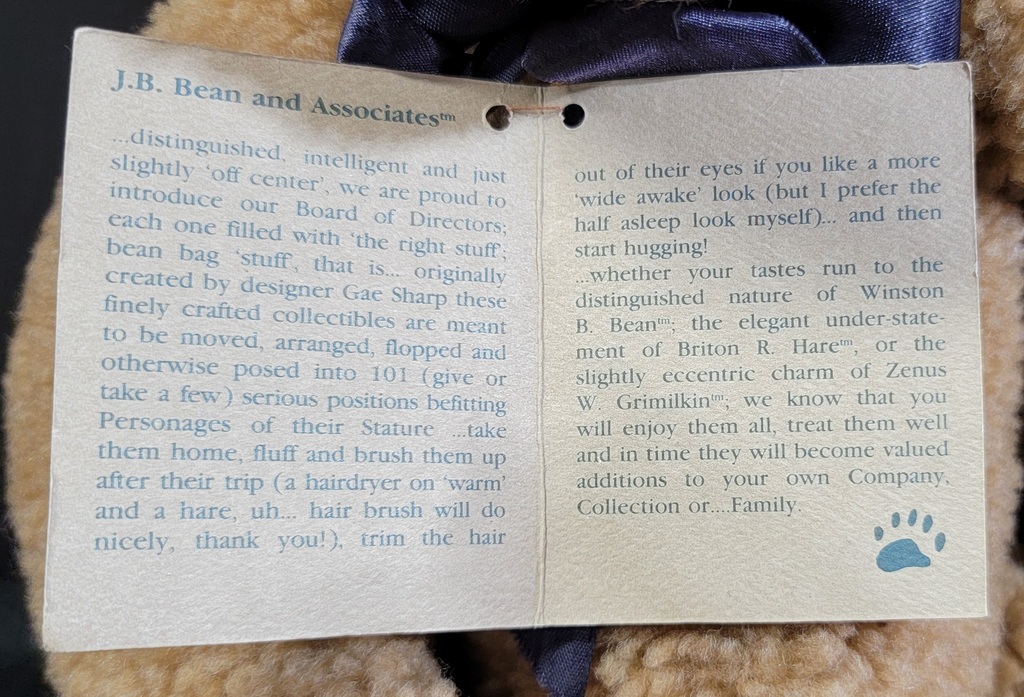 J.B. Bean and Associates™
...distinguished, intelligent and just
slightly 'off center', we are proud to
introduce our Board of Directors;
each one filled with 'the right stuff';
bean bag 'stuff', that is... originally
created by designer Gae Sharp these
finely crafted collectibles are meant
to be moved, arranged, flopped and
otherwise posed into 101 (give or
take a few) serious positions befitting
Personages of their Stature ...take
them home, fluff and brush them up
after their trip (a hairdryer on 'warm'
and a hare, uh... hair brush will do
nicely, thank you!), trim the hair
out of their eyes if you like a more
'wide awake' look (but I prefer the
half asleep look myself)... and then
start hugging!
...whether your tastes run to the
distinguished nature of Winston
B. Bean™; the elegant under-state-
ment of Briton R. Hare™, or the
slightly eccentric charm of Zenus
W. Grimilkin™; we know that you
will enjoy them all, treat them well
and in time they will become valued
additions to your own Company,
Collection or....Family.